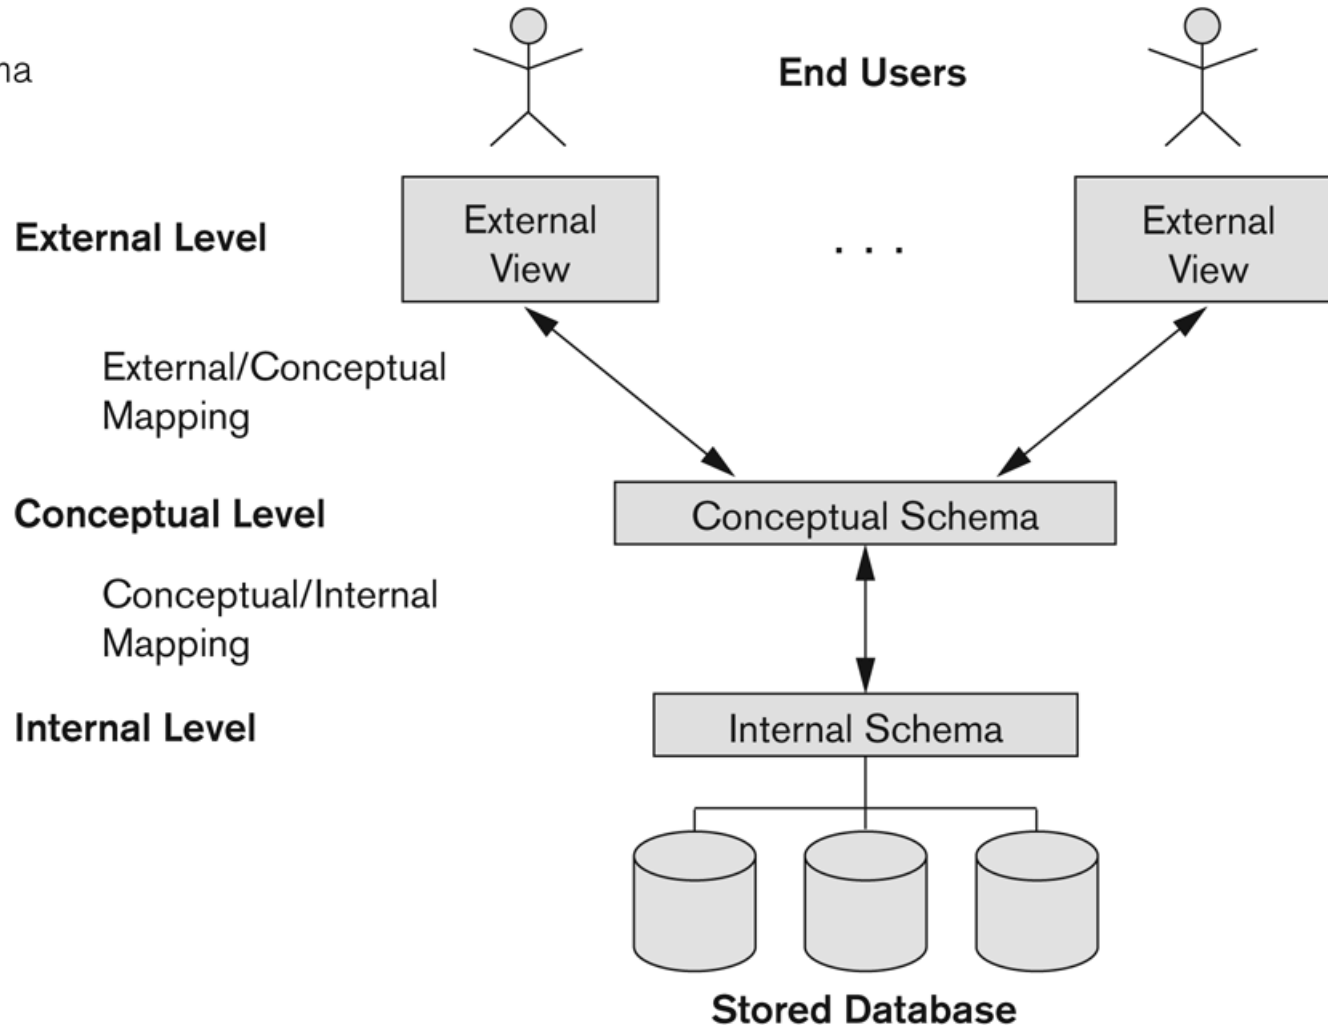 End Users
External Level
External
View
. . .
External
View
External/Conceptual
Mapping
Conceptual Level
Conceptual Schema
Conceptual/Internal
Mapping
Internal Level
Internal Schema
Stored Database